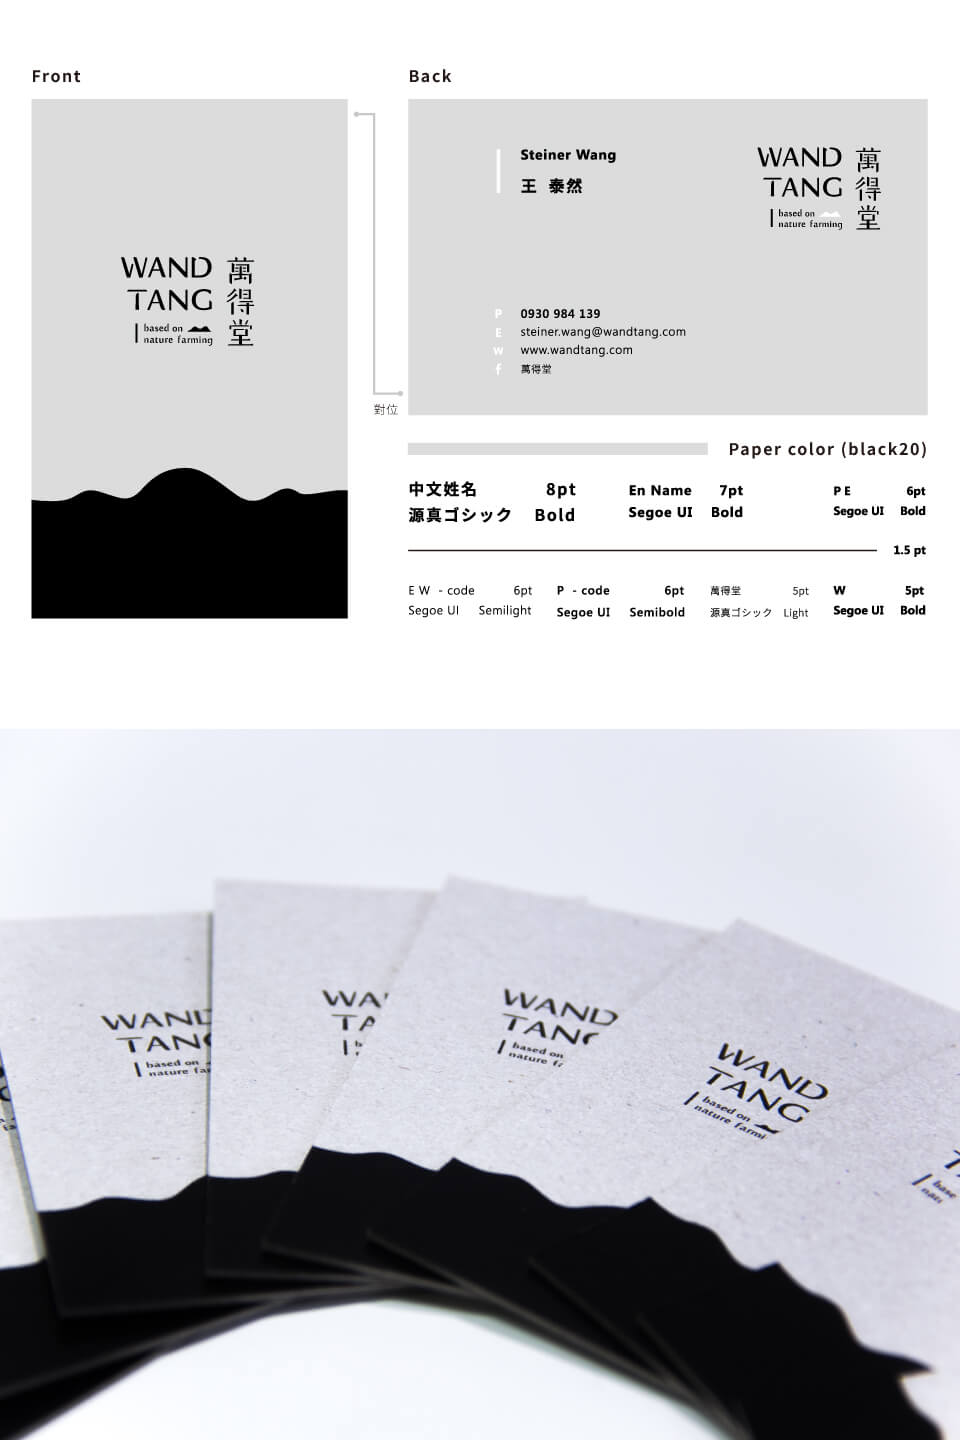 Front
WAND
TANG
based on
nature farming
萬得堂
對位
Back
Steiner Wang
王 泰然
WAND
TANG
based on
nature farming
萬得堂
P 0930 984 139
E steiner.wang@wandtang.com
W www.wandtang.com
f 萬得堂
Paper color (black20)
中文姓名 8pt
源真ゴシック Bold
En Name 7pt
Segoe UI Bold
P E 6pt
Segoe UI Bold
1.5 pt
E W - code 6pt
Segoe UI Semilight
P - code 6pt
Segoe UI Semibold
萬得堂 5pt
源真ゴシック Light
W 5pt
Segoe UI Bold
WAND
TANG
based on
nature fa
WA
TA
b
WAND
TANG
based on
nature f
WAND
TANG
based on
nature farmi
T
base
natu